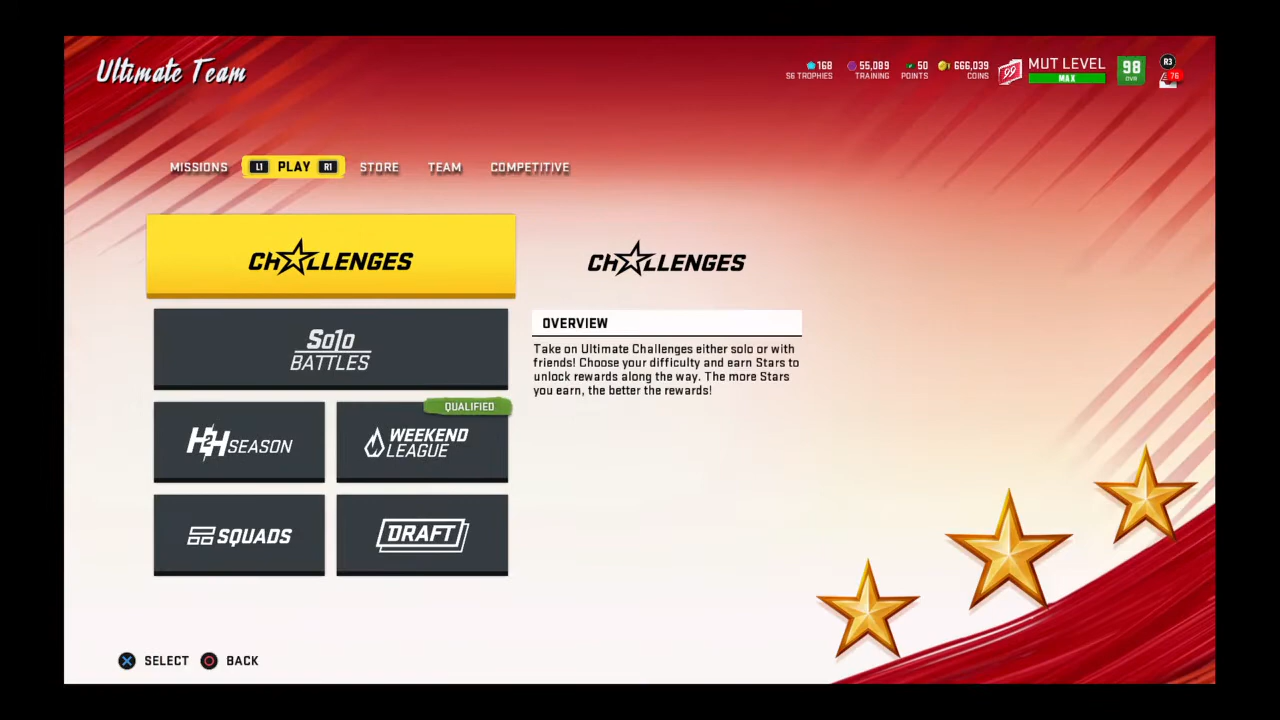 Ultimate Team
168
S6 TROPHIES
55,089
TRAINING
50
POINTS
666,039
COINS
99
MUT LEVEL
MAX
98
OVR
R3
76
MISSIONS
L1 PLAY R1
STORE
TEAM
COMPETITIVE
CHALLENGES
Solo
BATTLES
H2H SEASON
QUALIFIED
WEEKEND
LEAGUE
SQUADS
DRAFT
CHALLENGES
OVERVIEW
Take on Ultimate Challenges either solo or with
friends! Choose your difficulty and earn Stars to
unlock rewards along the way. The more Stars
you earn, the better the rewards!
SELECT
BACK